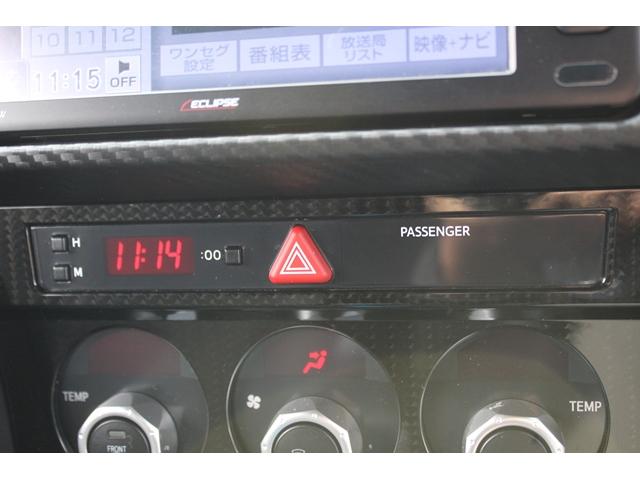 10 11 12
ワンセグ
設定
番組表
放送局
リスト
映像+ナビ
11:15
OFF
ECLIPSE
H
M
11:14
:00
PASSENGER
TEMP
TEMP
FRONT